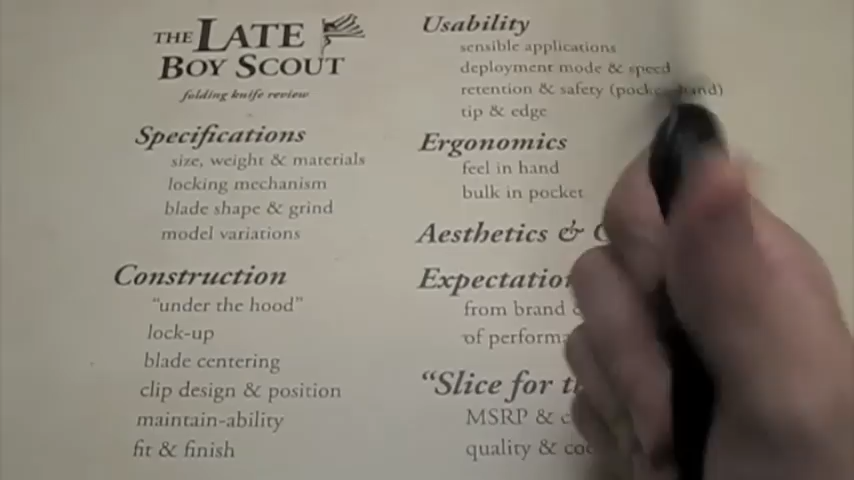 THE LATE
BOY SCOUT
folding knife review
Specifications
size, weight & materials
locking mechanism
blade shape & grind
model variations
Construction
"under the hood"
lock-up
blade centering
clip design & position
maintain-ability
fit & finish
Usability
sensible applications
deployment mode & speed
retention & safety (pocket hand)
tip & edge
Ergonomics
feel in hand
bulk in pocket
Aesthetics &
Expectation
from brand
of performa
"Slice for
MSRP &
quality &